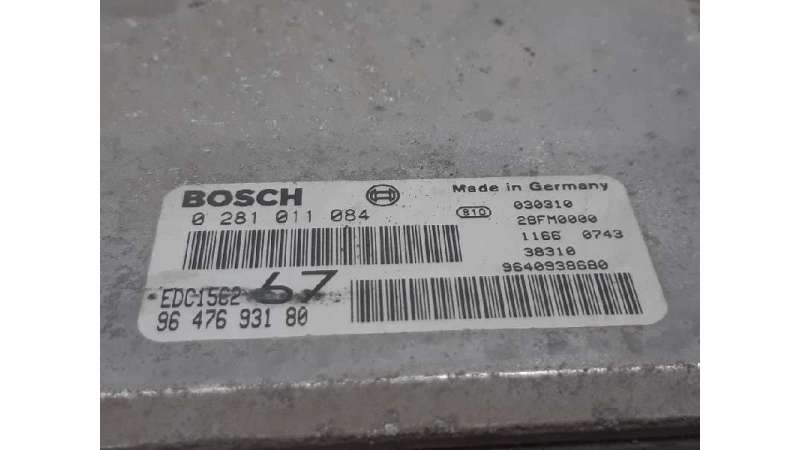 BOSCH
0 281 011 084
EDC15C2 67
96 476 931 80
Made in Germany
810 030310
28FM0000
1166 0743
38310
9640938680